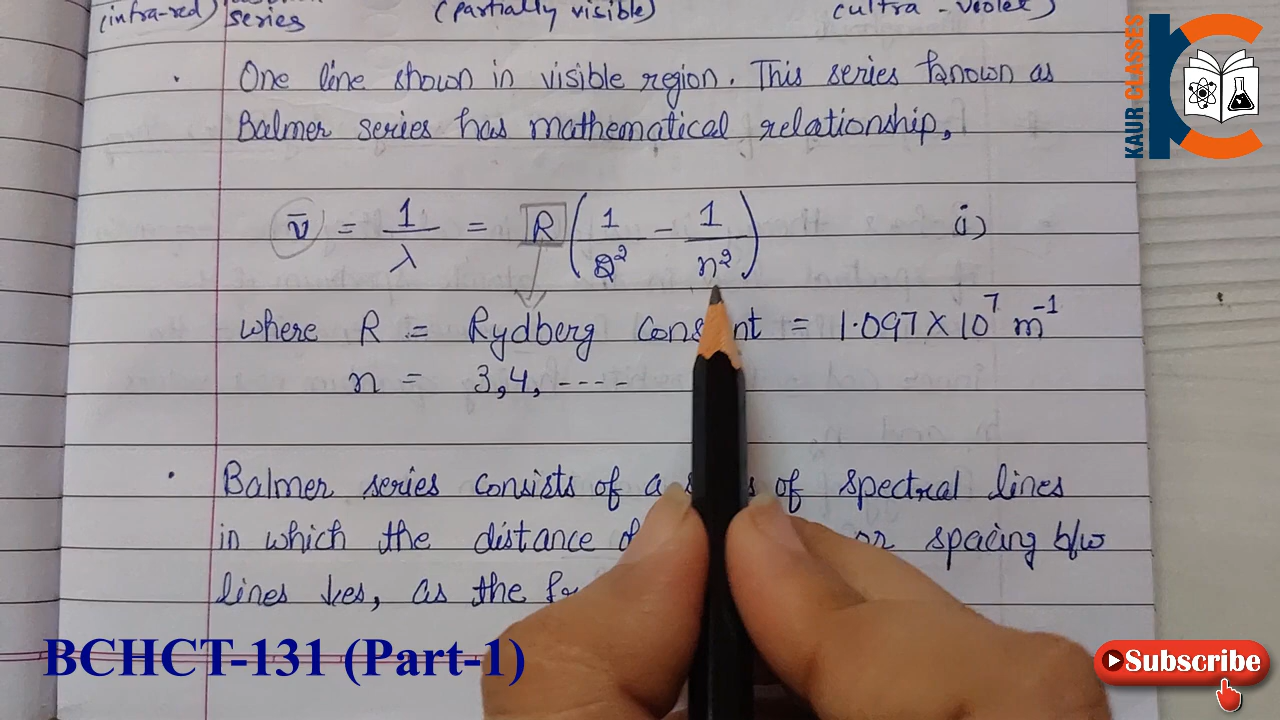 (infra-red) series (partially visible) (ultra-violet)
One line shown in visible region. This series known as
Balmer series has mathematical relationship,
ν̄ = 1/λ = R(1/2² − 1/n²) i)
where R = Rydberg = 1.097 × 10⁷ m⁻¹
n = 3,4, ----
· Balmer series consists of a of spectral lines
in which the distance or spacing b/w
lines ↓es, as the
BCHCT-131 (Part-1)
KAUR CLASSES
Subscribe